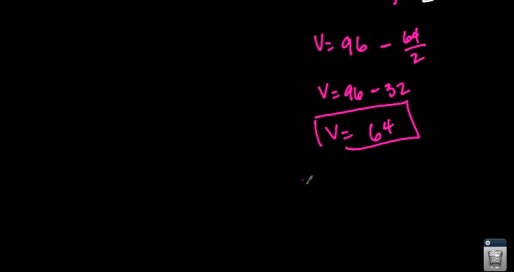 V = 96 - 64/2
V = 96 - 32
V = 64